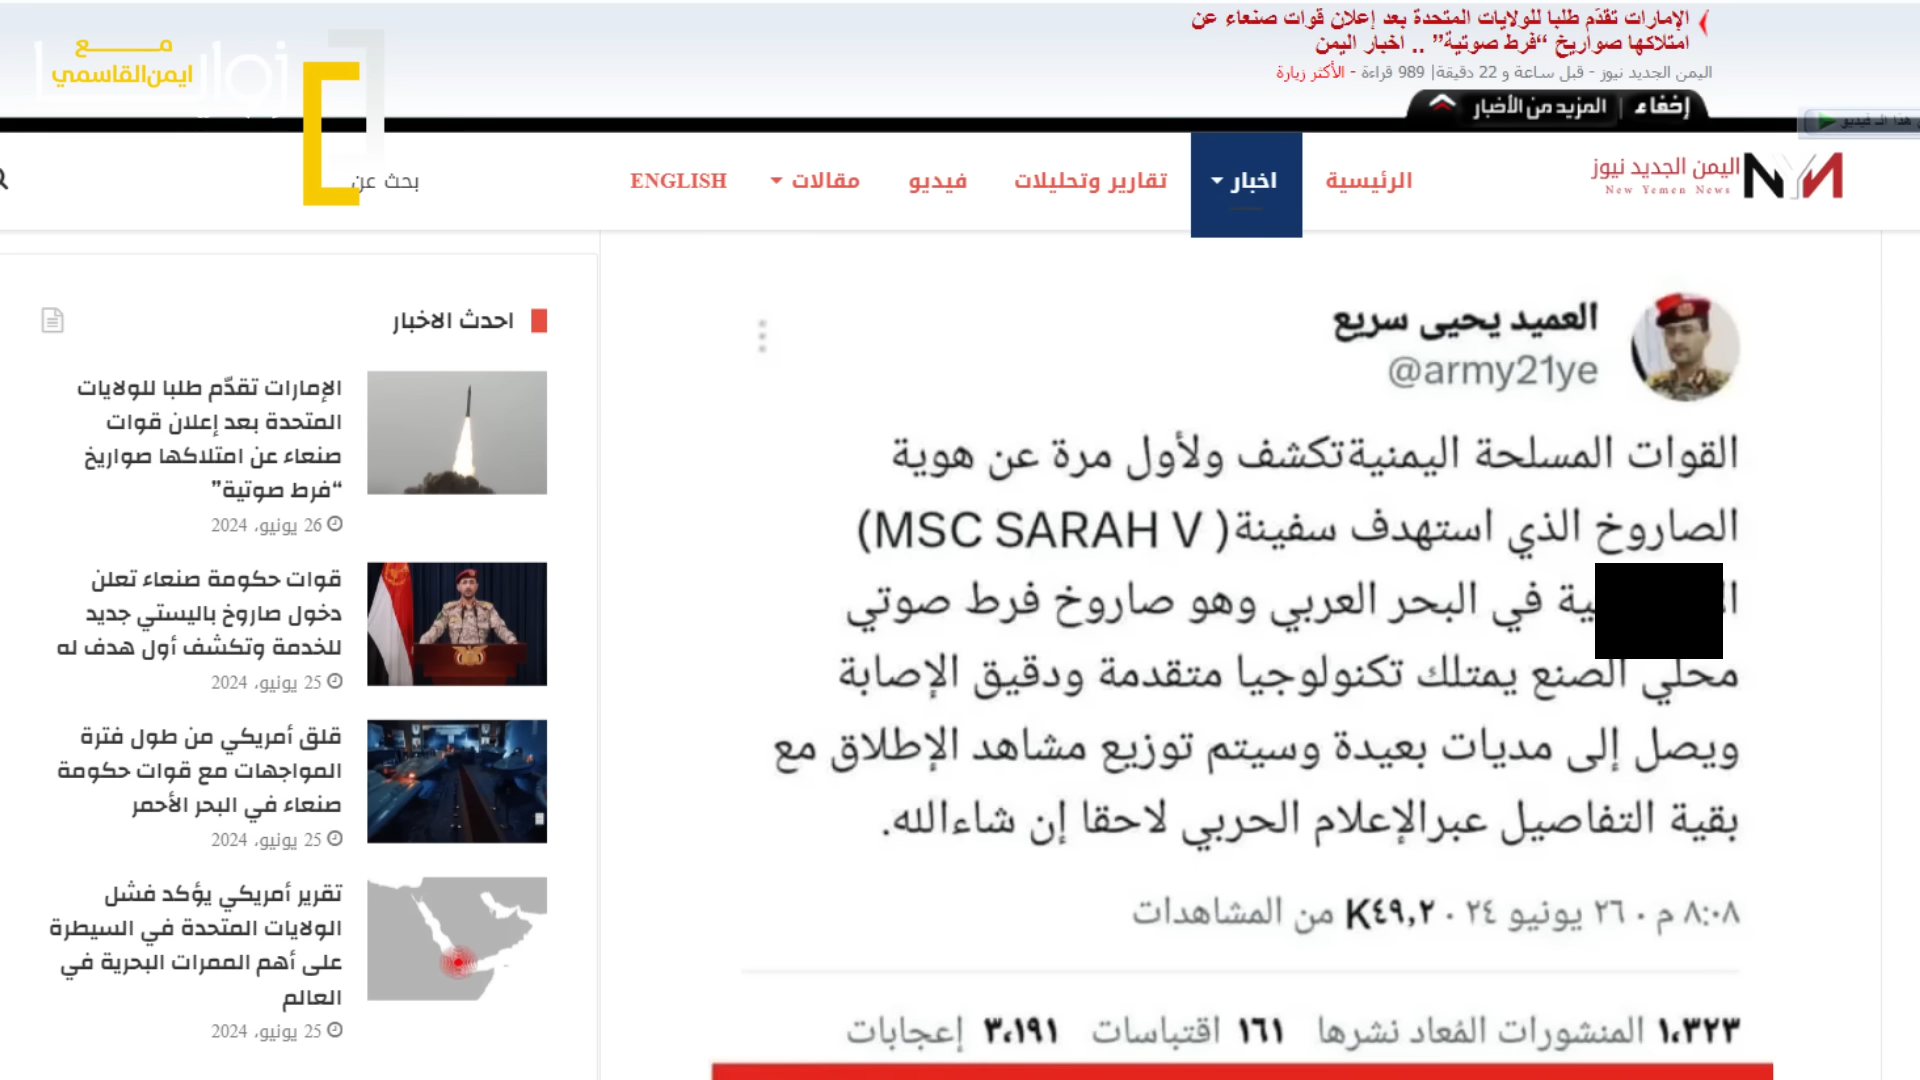 الإمارات تقدّم طلبا للولايات المتحدة بعد إعلان قوات صنعاء عن
امتلاكها صواريخ “فرط صوتية” .. اخبار اليمن
اليمن الجديد نيوز - قبل ساعة و 22 دقيقة| 989 قراءة - الأكثر زيارة
إخفاء | المزيد من الأخبار
مع
ايمن القاسمي
زوايا
اليمن الجديد نيوز
New Yemen News
NYN
الرئيسية
اخبار
تقارير وتحليلات
فيديو
مقالات
ENGLISH
بحث عن
العميد يحيى سريع
@army21ye
القوات المسلحة اليمنيةتكشف ولأول مرة عن هوية
الصاروخ الذي استهدف سفينة( MSC SARAH V)
في البحر العربي وهو صاروخ فرط صوتي
محلي الصنع يمتلك تكنولوجيا متقدمة ودقيق الإصابة
ويصل إلى مديات بعيدة وسيتم توزيع مشاهد الإطلاق مع
بقية التفاصيل عبرالإعلام الحربي لاحقا إن شاءالله.
٨:٠٨ م · ٢٦ يونيو ٢٤ · ٤٩,٢K من المشاهدات
١،٣٢٣ المنشورات المُعاد نشرها ١٦١ اقتباسات ٣،١٩١ إعجابات
احدث الاخبار
الإمارات تقدّم طلبا للولايات
المتحدة بعد إعلان قوات
صنعاء عن امتلاكها صواريخ
“فرط صوتية”
26 يونيو، 2024
قوات حكومة صنعاء تعلن
دخول صاروخ باليستي جديد
للخدمة وتكشف أول هدف له
25 يونيو، 2024
قلق أمريكي من طول فترة
المواجهات مع قوات حكومة
صنعاء في البحر الأحمر
25 يونيو، 2024
تقرير أمريكي يؤكد فشل
الولايات المتحدة في السيطرة
على أهم الممرات البحرية في
العالم
25 يونيو، 2024